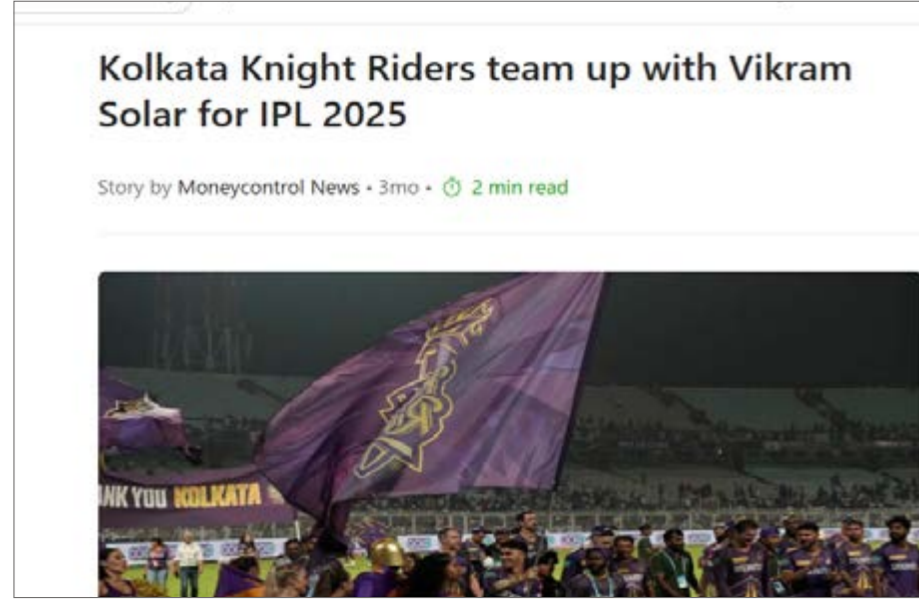 Kolkata Knight Riders team up with Vikram
Solar for IPL 2025
Story by Moneycontrol News • 3mo • 2 min read
ANK YOU KOLKATA